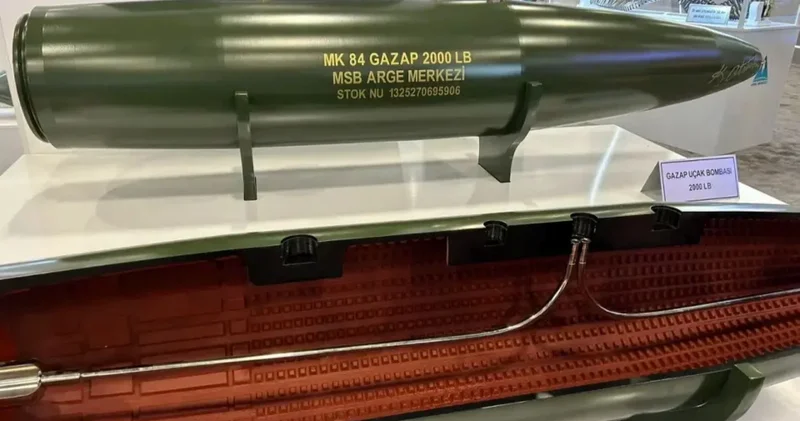 MK 84 GAZAP 2000 LB
MSB ARGE MERKEZİ
STOK NU 1325270695906
GAZAP UÇAK BOMBASI
2000 LB